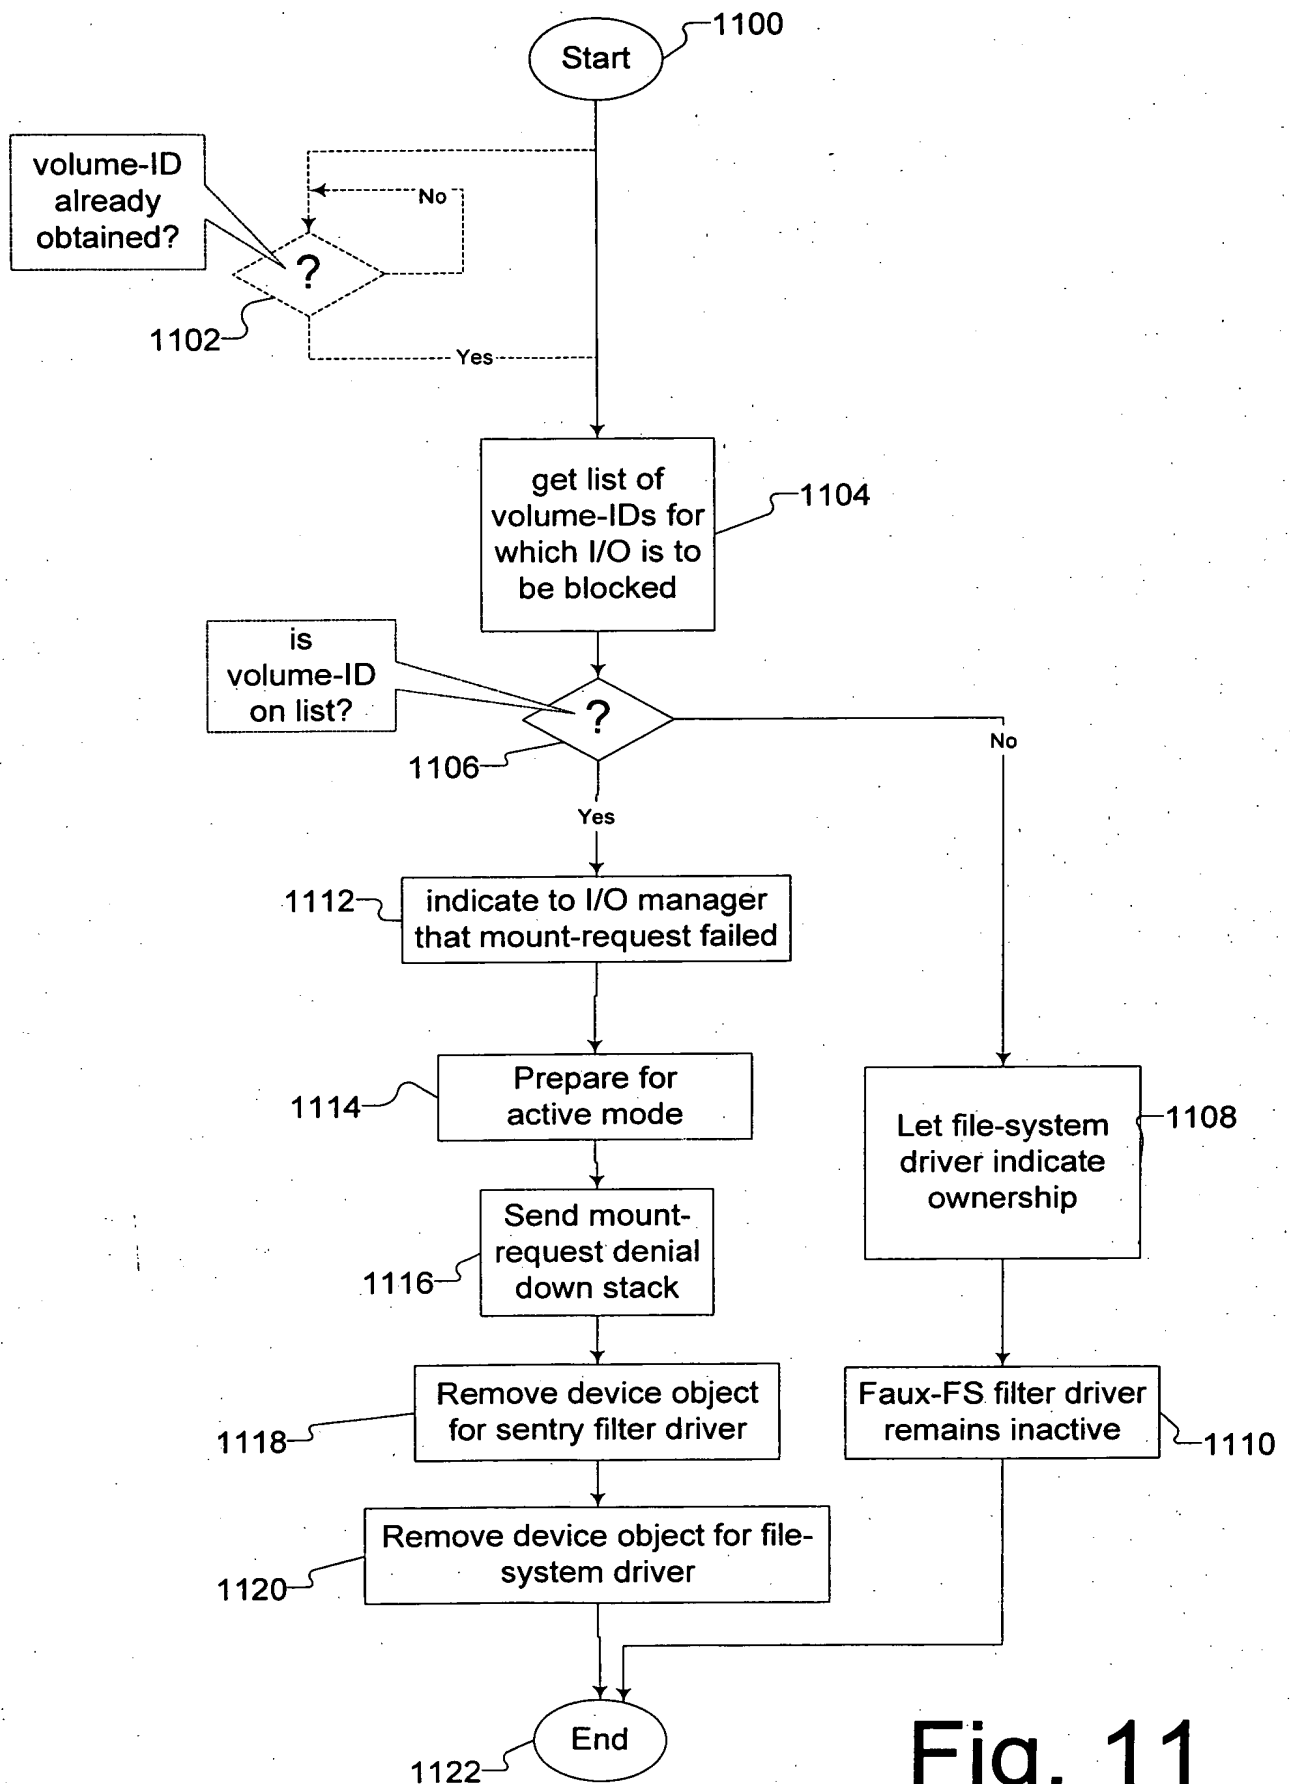 1100
Start
volume-ID
already
obtained?
No
?
1102
Yes
get list of
volume-IDs for
which I/O is to
be blocked
1104
is
volume-ID
on list?
?
1106
No
Yes
1112
indicate to I/O manager
that mount-request failed
Prepare for
active mode
1114
Let file-system
driver indicate
ownership
1108
Send mount-
request denial
down stack
1116
Remove device object
for sentry filter driver
1118
Faux-FS filter driver
remains inactive
1110
Remove device object for file-
system driver
1120
End
1122
Fig. 11